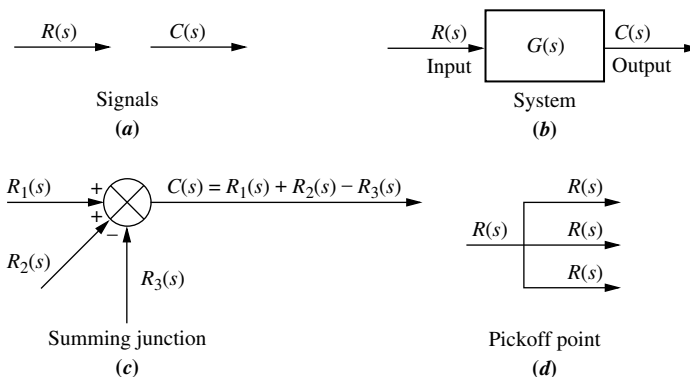 R(s) C(s)
Signals
(a)
R(s) G(s) C(s)
Input Output
System
(b)
R₁(s) + C(s) = R₁(s) + R₂(s) − R₃(s)
+
−
R₂(s)
R₃(s)
Summing junction
(c)
R(s)
R(s) R(s)
R(s)
Pickoff point
(d)